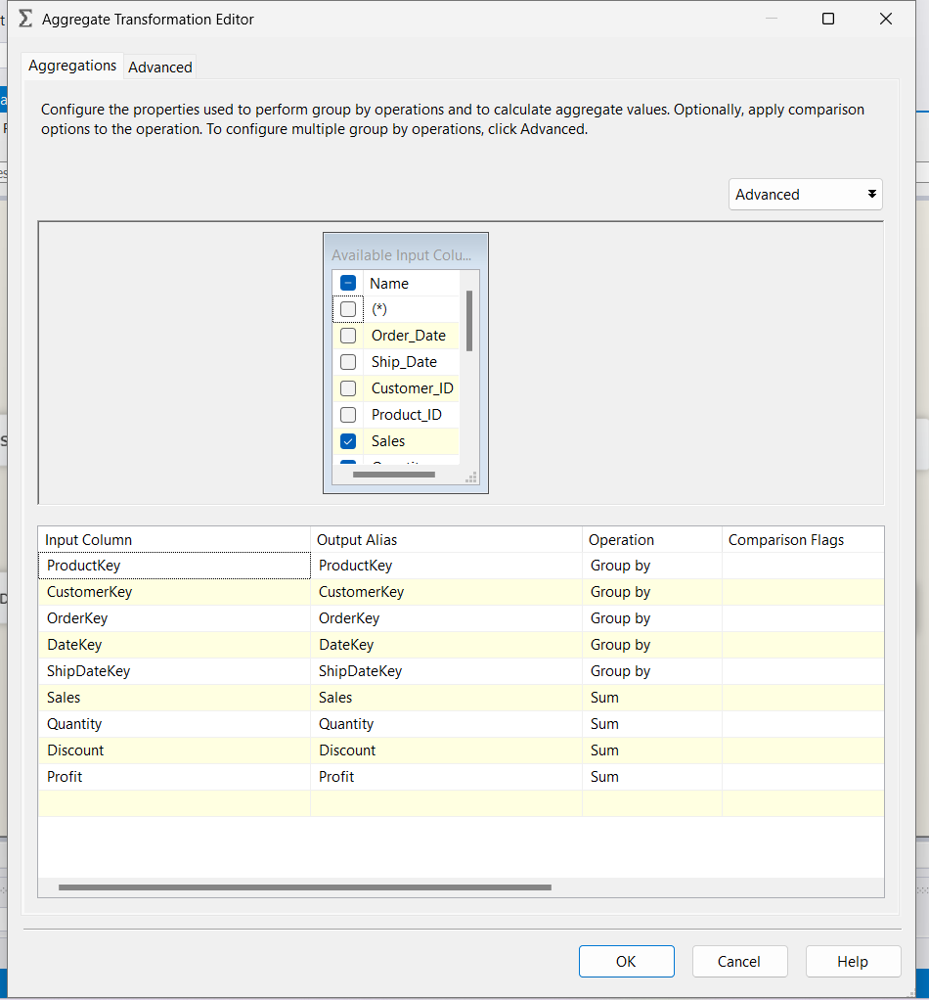 Aggregate Transformation Editor
Aggregations Advanced
Configure the properties used to perform group by operations and to calculate aggregate values. Optionally, apply comparison
options to the operation. To configure multiple group by operations, click Advanced.
Advanced
Available Input Colu...
Name
(*)
Order_Date
Ship_Date
Customer_ID
Product_ID
Sales
Input Column Output Alias Operation Comparison Flags
ProductKey ProductKey Group by
CustomerKey CustomerKey Group by
OrderKey OrderKey Group by
DateKey DateKey Group by
ShipDateKey ShipDateKey Group by
Sales Sales Sum
Quantity Quantity Sum
Discount Discount Sum
Profit Profit Sum
OK Cancel Help